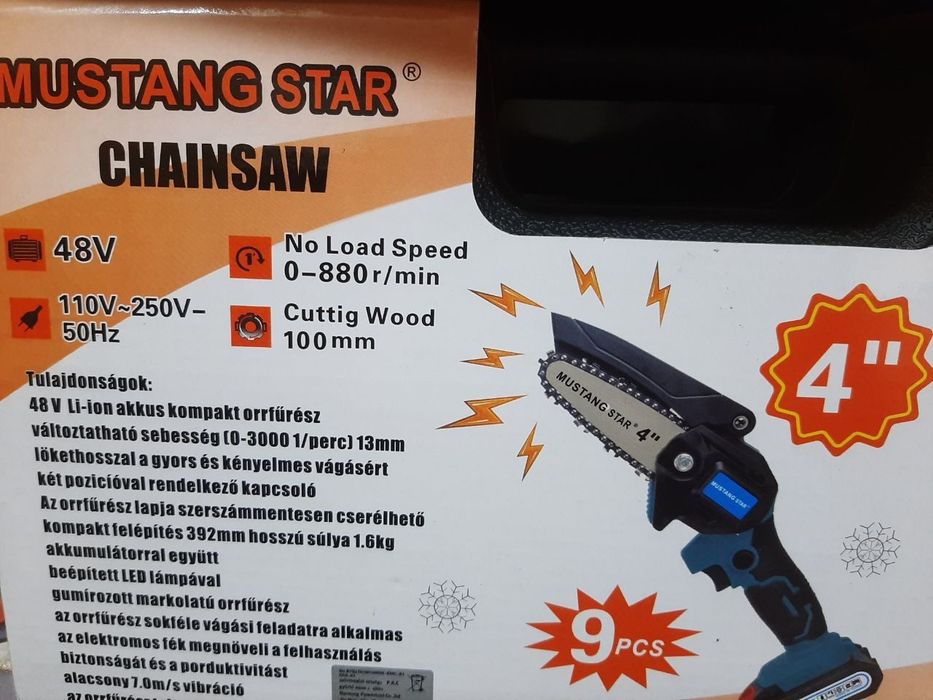 MUSTANG STAR®
CHAINSAW
48V
No Load Speed
0-880r/min
110V~250V-
50Hz
Cuttig Wood
100mm
4"
MUSTANG STAR® 4"
MUSTANG STAR®
9PCS
Tulajdonságok:
48 V Li-ion akkus kompakt orrfűrész
változtatható sebesség (0-3000 1/perc) 13mm
lökethosszal a gyors és kényelmes vágásért
két pozicióval rendelkező kapcsoló
Az orrfűrész lapja szerszámmentesen cserélhető
kompakt felépítés 392mm hosszú súlya 1.6kg
akkumulátorral együtt
beépített LED lámpával
gumírozott markolatú orrfűrész
az orrfűrész sokféle vágási feladatra alkalmas
az elektromos fék megnöveli a felhasználás
biztonságát és a porduktivitást
alacsony 7.0m/s vibráció
az